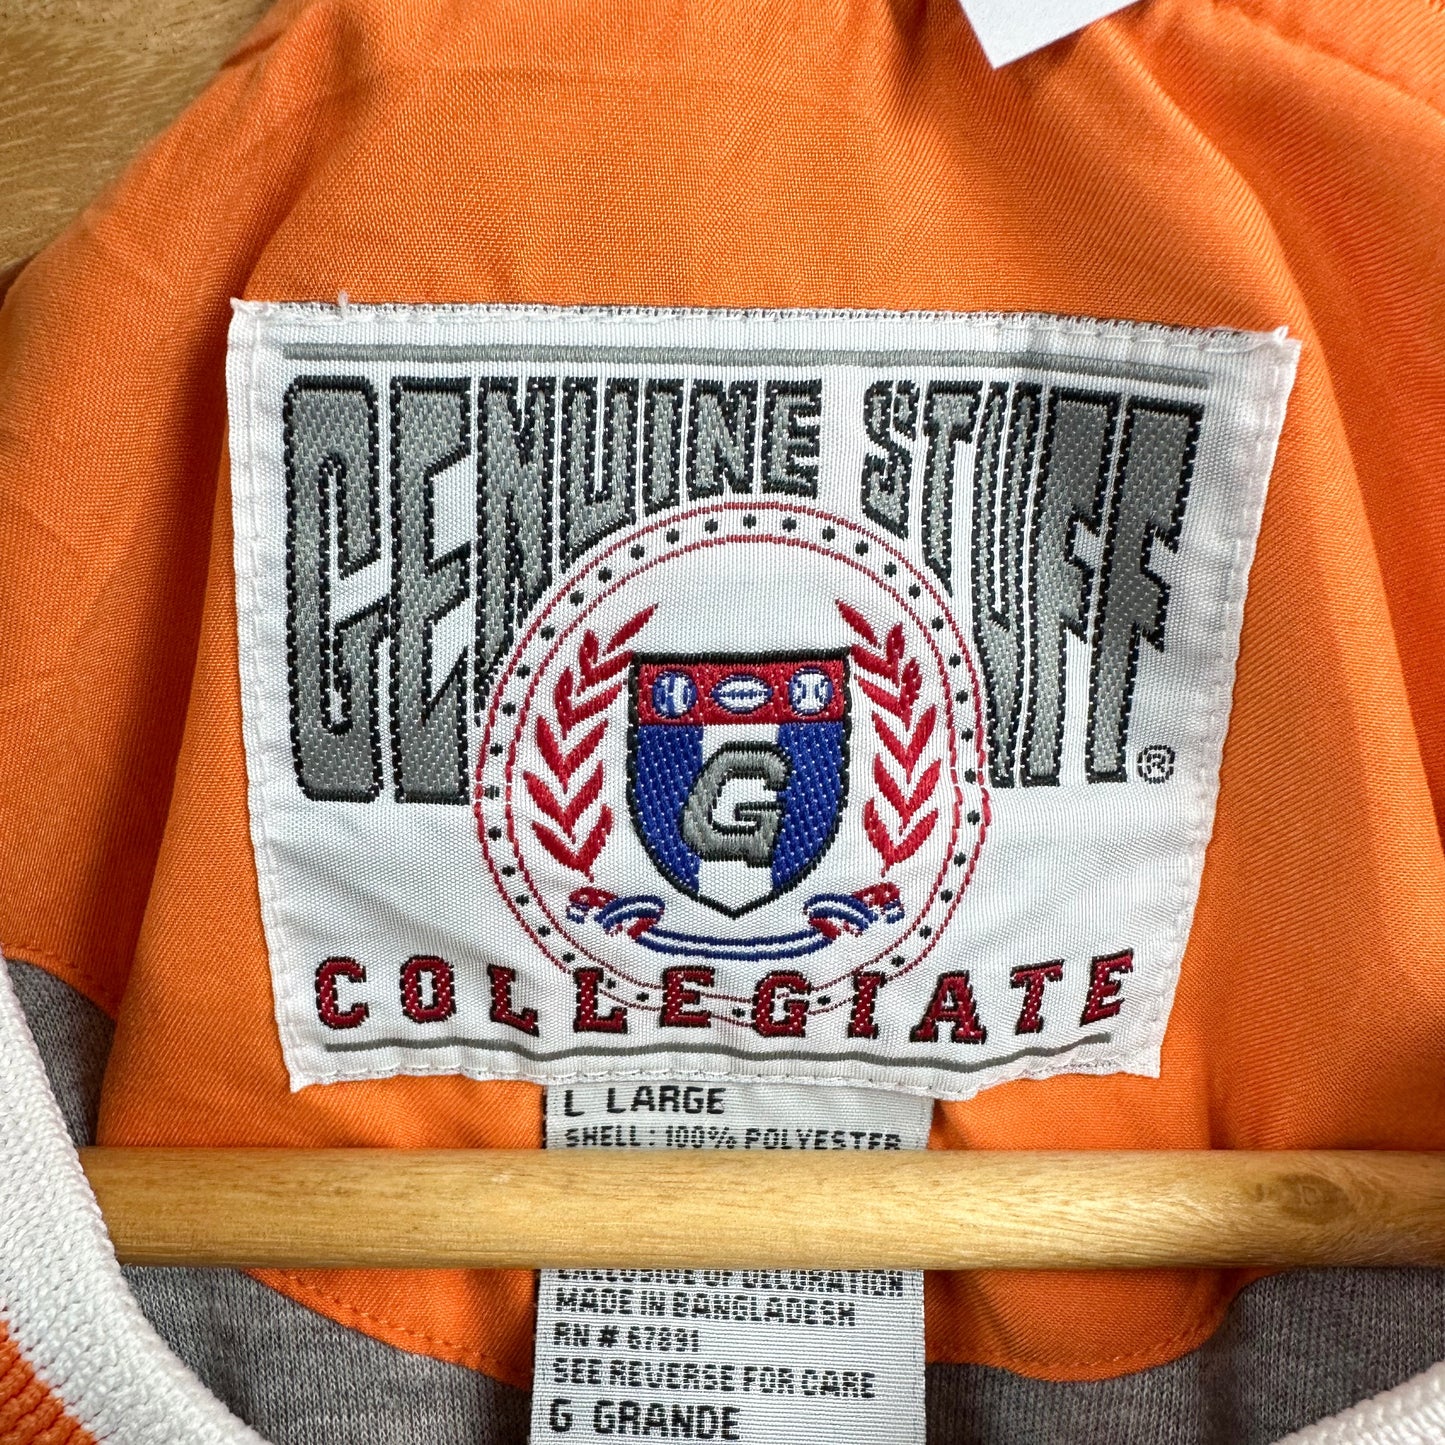 GENUINE STUFF®
G
COLLEGIATE
L LARGE
SHELL: 100% POLYESTER
EXCLUSIVE OF DECORATION
MADE IN BANGLADESH
RN # 67891
SEE REVERSE FOR CARE
G GRANDE